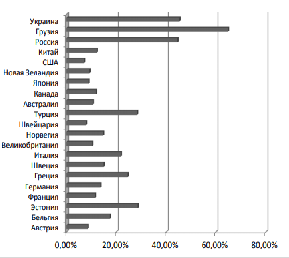 Украина
Грузия
Россия
Китай
США
Новая Зеландия
Япония
Канада
Австралия
Турция
Швейцария
Норвегия
Великобритания
Италия
Швеция
Греция
Германия
Франция
Эстония
Бельгия
Австрия
0,00% 20,00% 40,00% 60,00% 80,00%